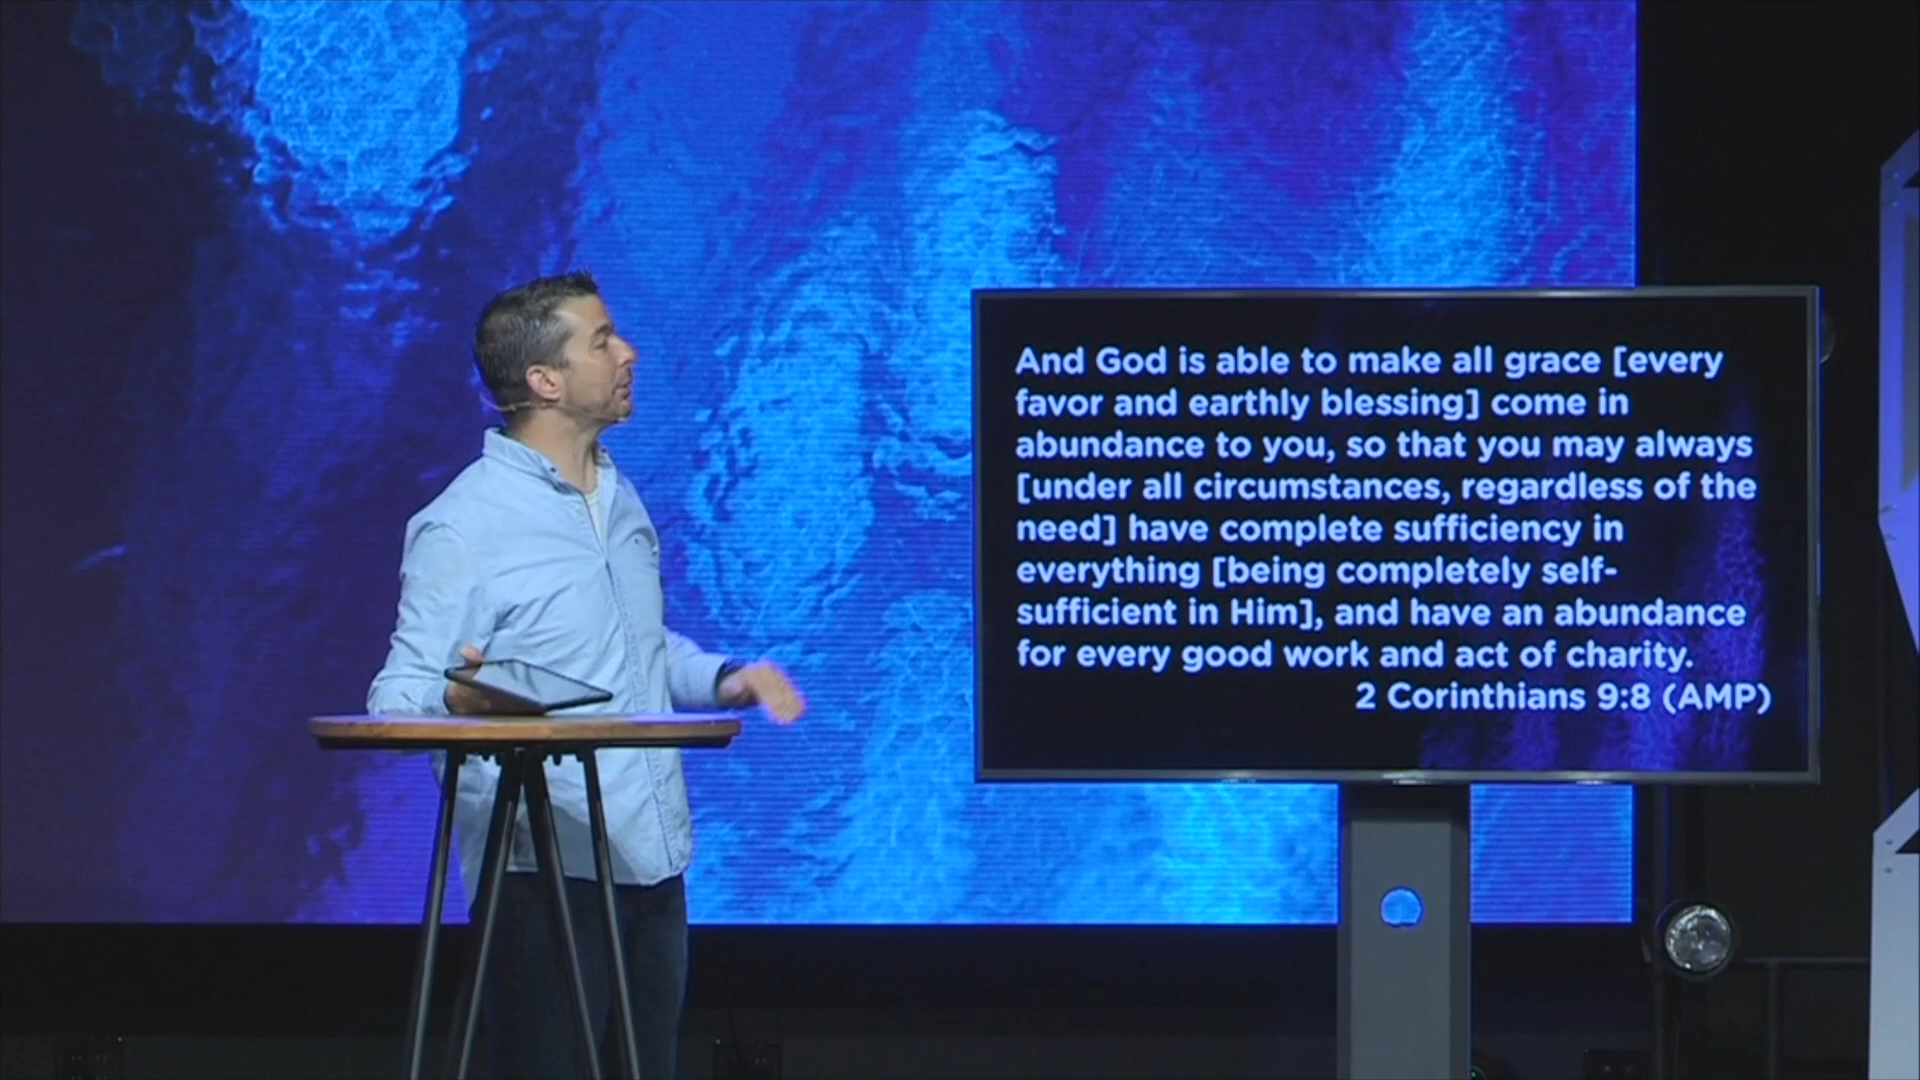 And God is able to make all grace [every
favor and earthly blessing] come in
abundance to you, so that you may always
[under all circumstances, regardless of the
need] have complete sufficiency in
everything [being completely self-
sufficient in Him], and have an abundance
for every good work and act of charity.
2 Corinthians 9:8 (AMP)